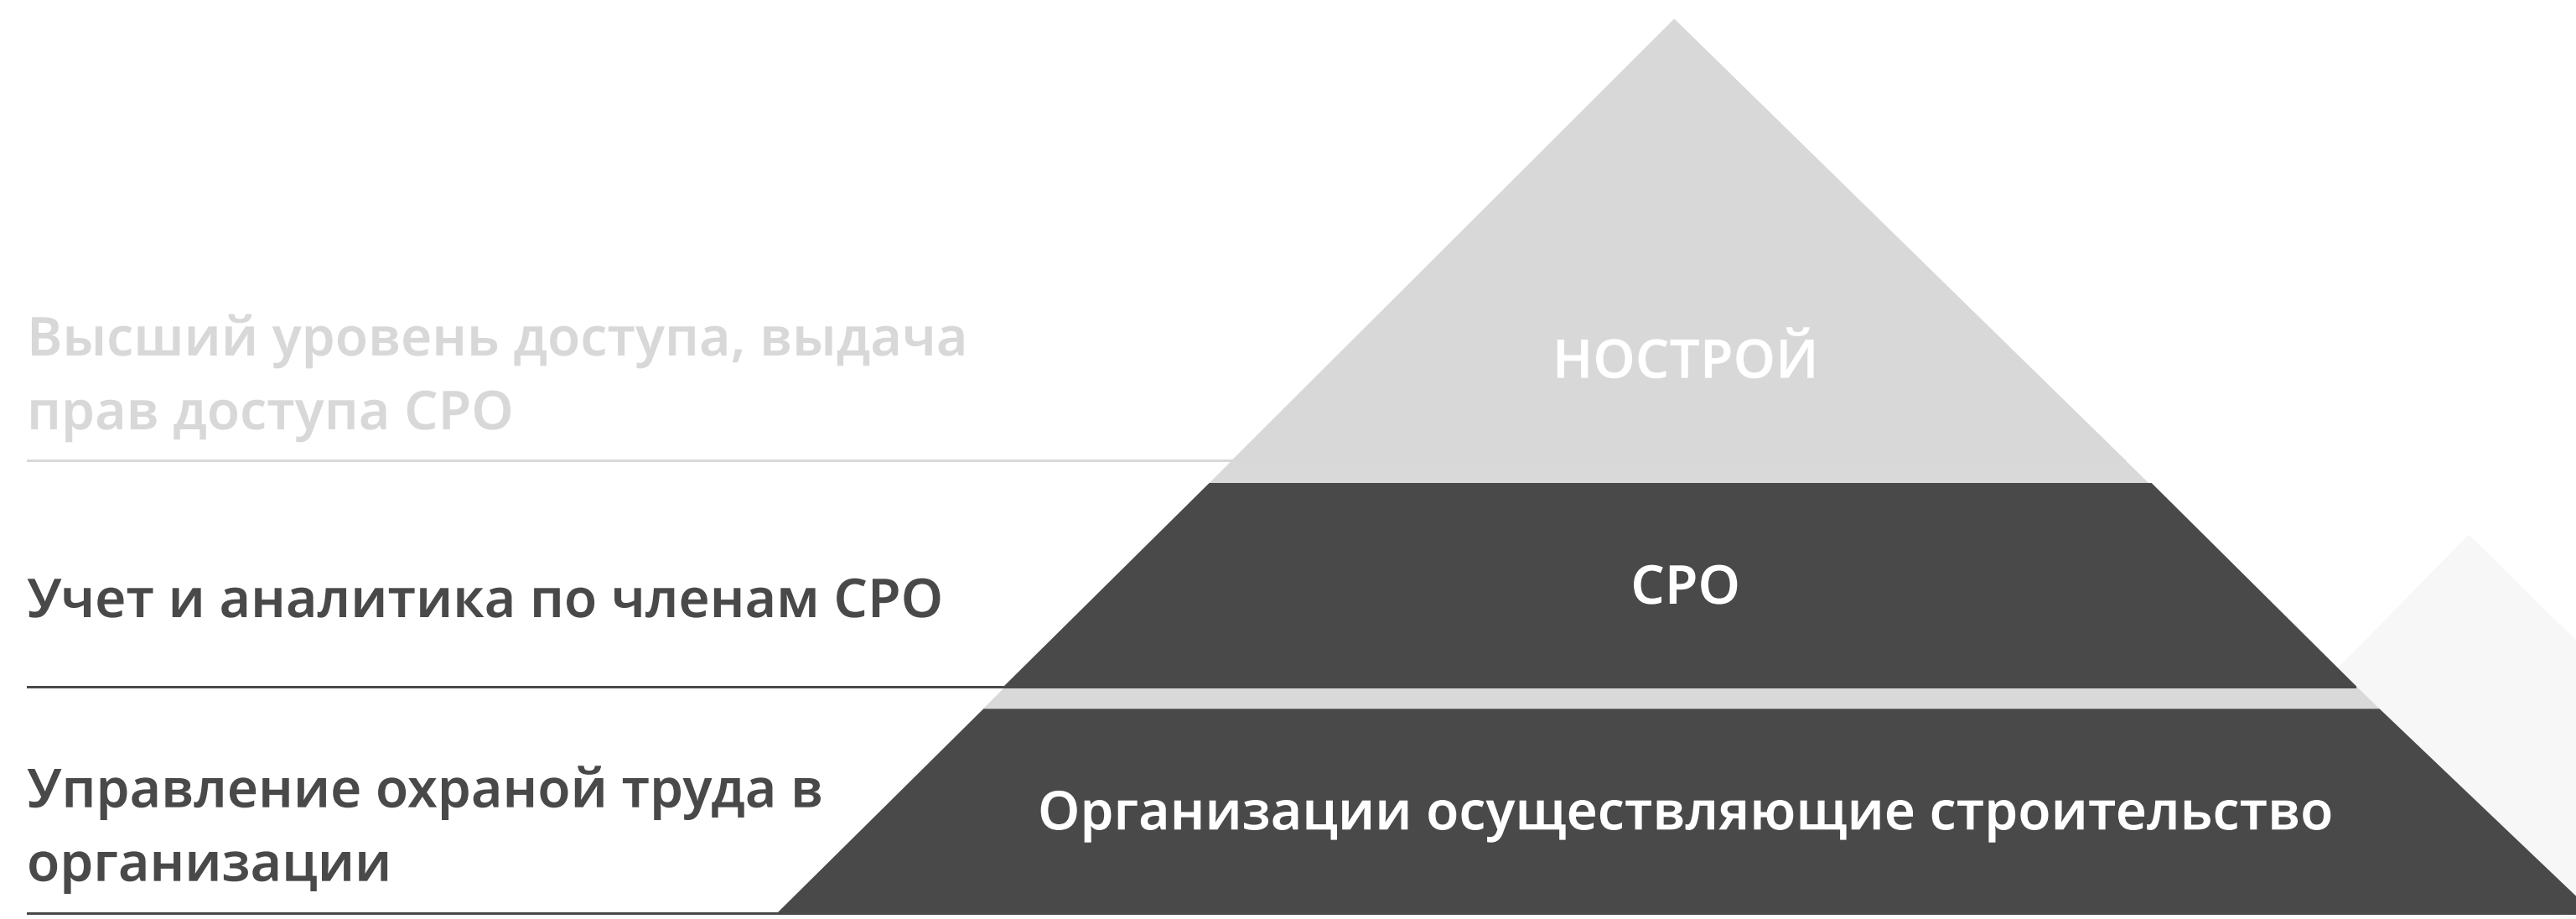 Высший уровень доступа, выдача
прав доступа СРО
НОСТРОЙ
Учет и аналитика по членам СРО
СРО
Управление охраной труда в
организации
Организации осуществляющие строительство